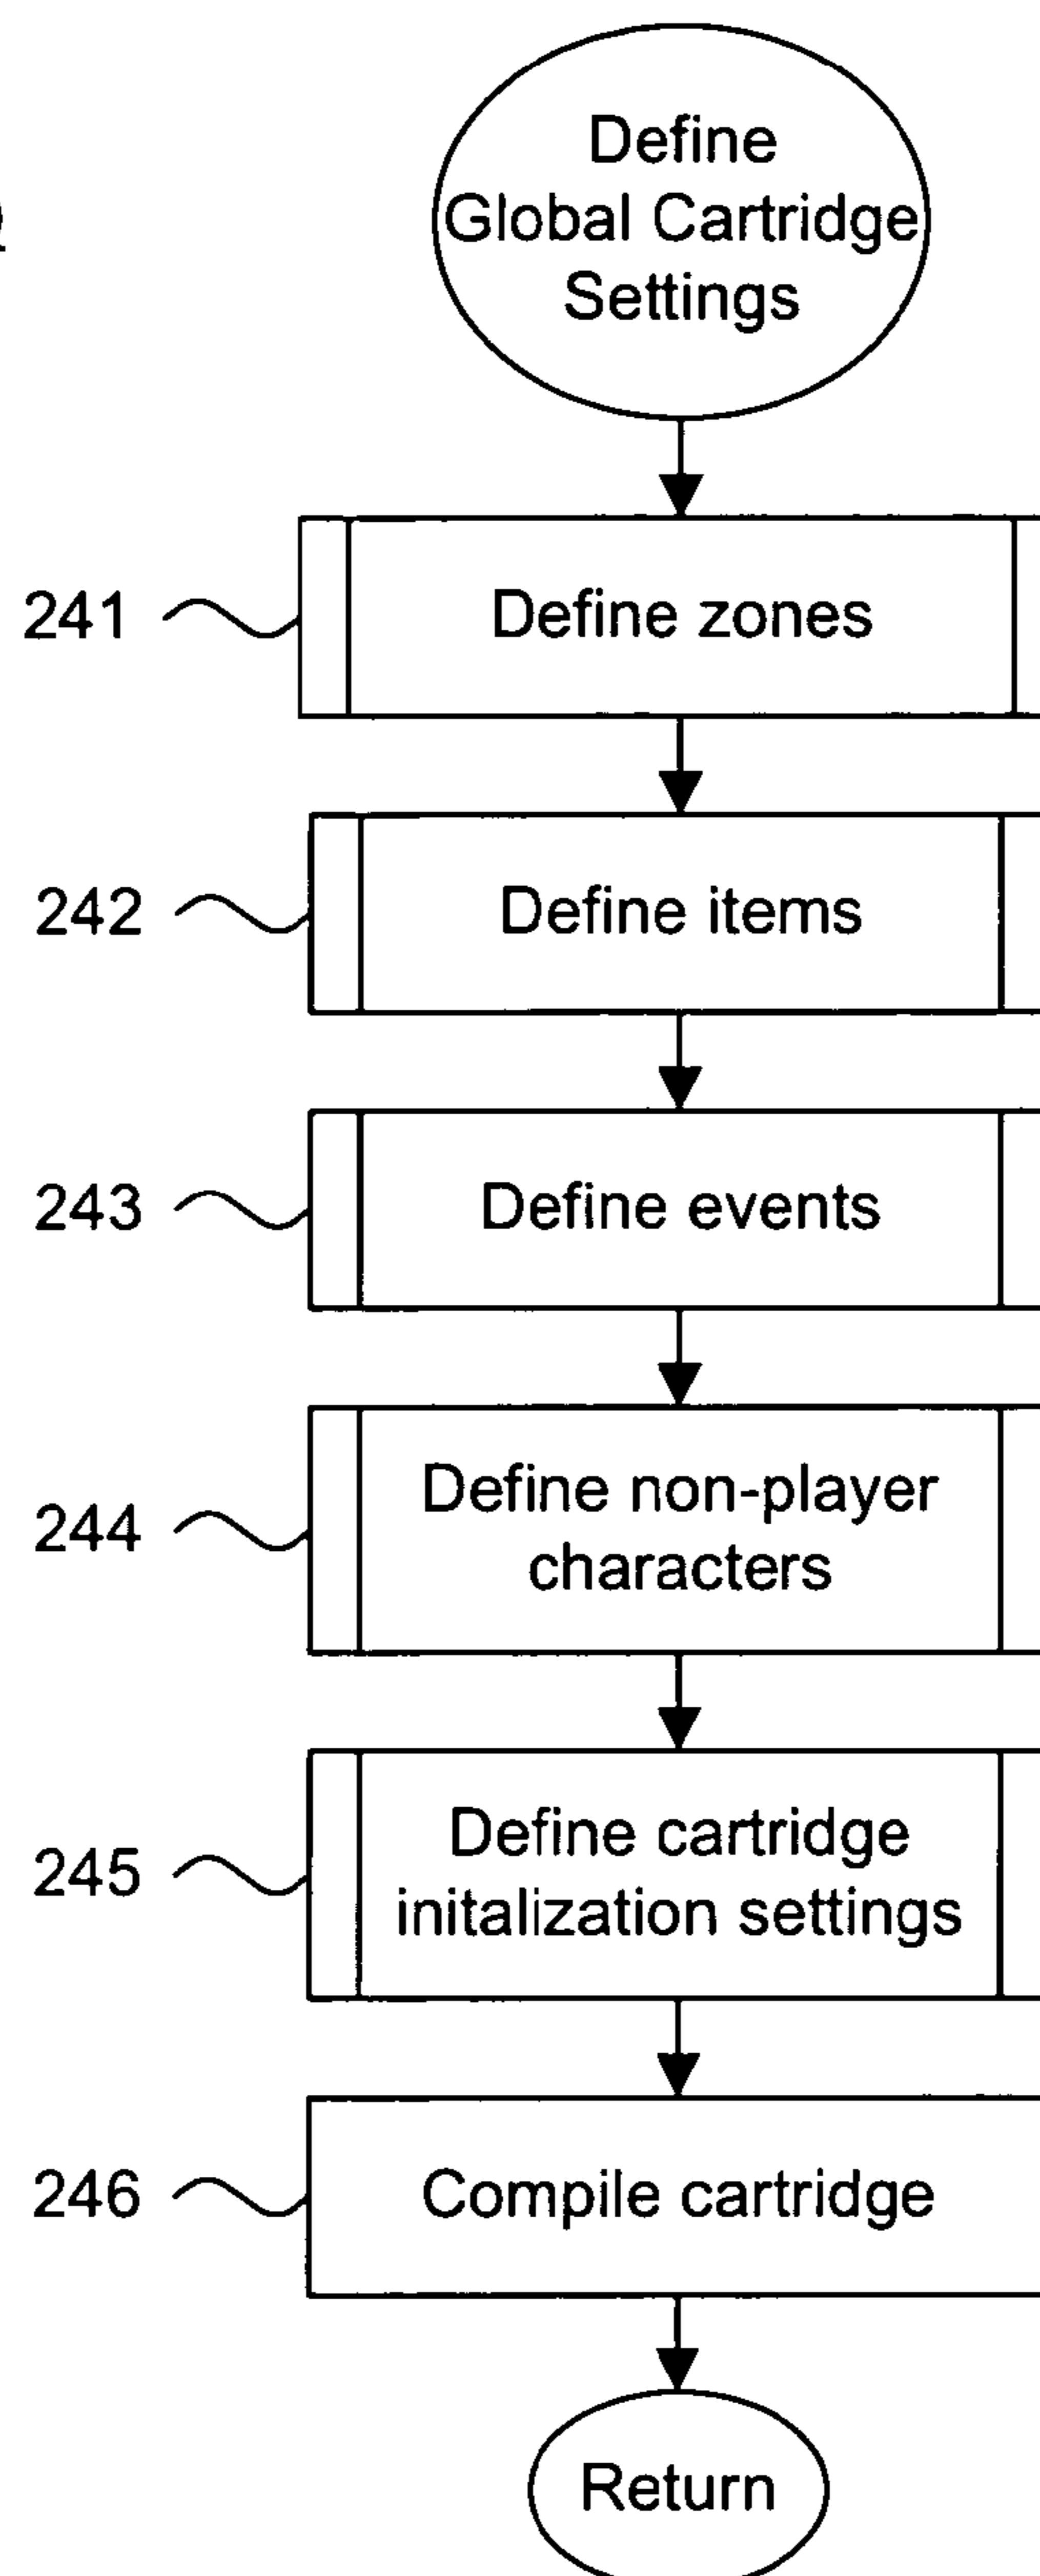 Define
Global Cartridge
Settings
241
Define zones
242
Define items
243
Define events
244
Define non-player
characters
245
Define cartridge
initalization settings
246
Compile cartridge
Return